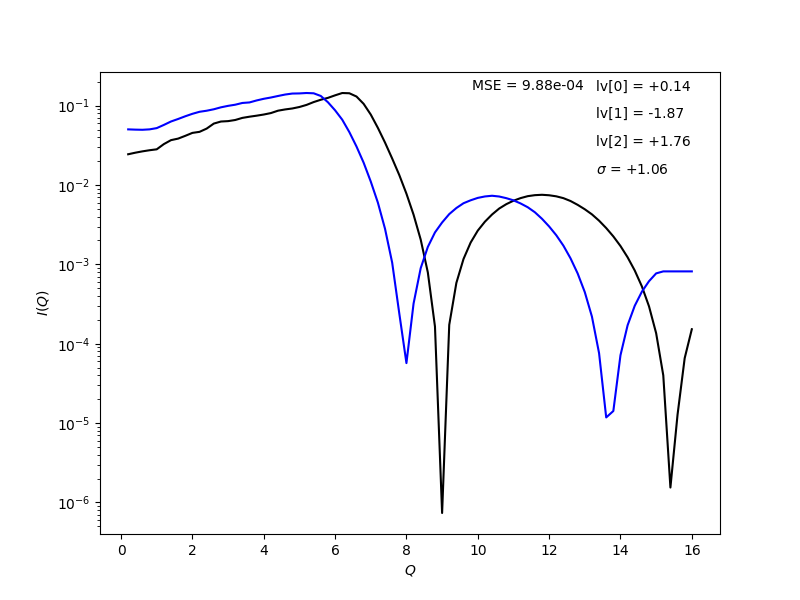 MSE = 9.88e-04 lv[0] = +0.14
lv[1] = -1.87
lv[2] = +1.76
σ = +1.06
I(Q)
10⁻¹
10⁻²
10⁻³
10⁻⁴
10⁻⁵
10⁻⁶
0 2 4 6 8 10 12 14 16
Q